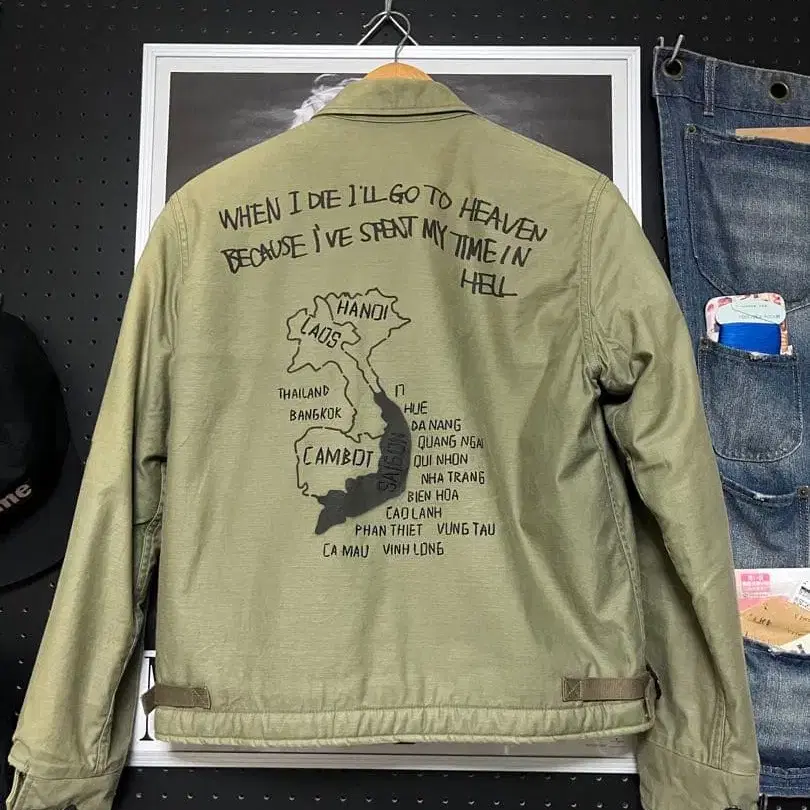 WHEN I DIE I'LL GO TO HEAVEN
BECAUSE I'VE SPENT MY TIME IN
HELL
HANOI
LAOS
THAILAND
BANGKOK
17
HUE
DA NANG
QUANG NGAI
CAMBOT
SAIGON
QUI NHON
NHA TRANG
BIEN HOA
CAO LANH
PHAN THIET VUNG TAU
CA MAU VINH LONG
me